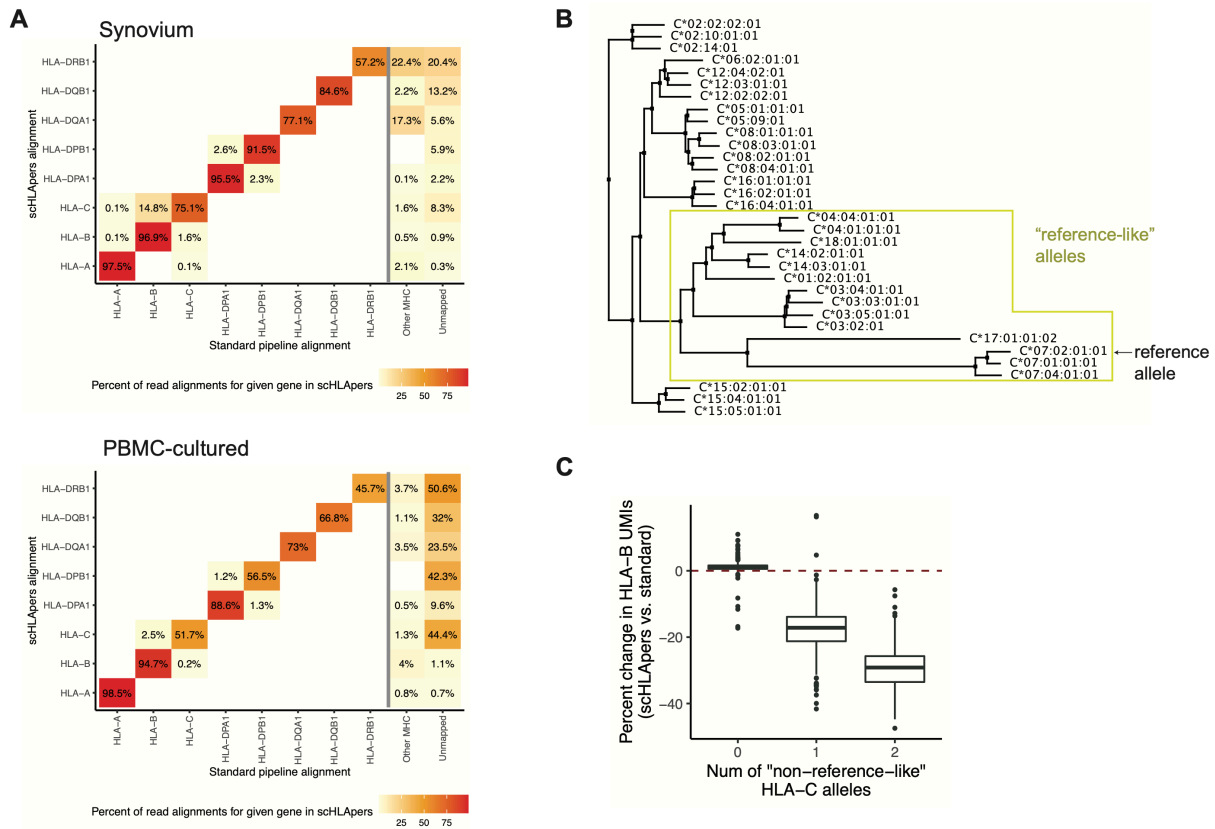 A
Synovium
scHLApers alignment
HLA−DRB1 57.2% 22.4% 20.4%
HLA−DQB1 84.6% 2.2% 13.2%
HLA−DQA1 77.1% 17.3% 5.6%
HLA−DPB1 2.6% 91.5% 5.9%
HLA−DPA1 95.5% 2.3% 0.1% 2.2%
HLA−C 0.1% 14.8% 75.1% 1.6% 8.3%
HLA−B 0.1% 96.9% 1.6% 0.5% 0.9%
HLA−A 97.5% 0.1% 2.1% 0.3%
HLA−A HLA−B HLA−C HLA−DPA1 HLA−DPB1 HLA−DQA1 HLA−DQB1 HLA−DRB1 Other MHC Unmapped
Standard pipeline alignment
Percent of read alignments for given gene in scHLApers
25 50 75
PBMC-cultured
scHLApers alignment
HLA−DRB1 45.7% 3.7% 50.6%
HLA−DQB1 66.8% 1.1% 32%
HLA−DQA1 73% 3.5% 23.5%
HLA−DPB1 1.2% 56.5% 42.3%
HLA−DPA1 88.6% 1.3% 0.5% 9.6%
HLA−C 2.5% 51.7% 1.3% 44.4%
HLA−B 94.7% 0.2% 4% 1.1%
HLA−A 98.5% 0.8% 0.7%
HLA−A HLA−B HLA−C HLA−DPA1 HLA−DPB1 HLA−DQA1 HLA−DQB1 HLA−DRB1 Other MHC Unmapped
Standard pipeline alignment
Percent of read alignments for given gene in scHLApers
25 50 75
B
C*02:02:02:01
C*02:10:01:01
C*02:14:01
C*06:02:01:01
C*12:04:02:01
C*12:03:01:01
C*12:02:02:01
C*05:01:01:01
C*05:09:01
C*08:01:01:01
C*08:03:01:01
C*08:02:01:01
C*08:04:01:01
C*16:01:01:01
C*16:02:01:01
C*16:04:01:01
C*04:04:01:01
C*04:01:01:01
C*18:01:01:01
C*14:02:01:01
C*14:03:01:01
C*01:02:01:01
C*03:04:01:01
C*03:03:01:01
C*03:05:01:01
C*03:02:01
C*17:01:01:02
C*07:02:01:01
C*07:01:01:01
C*07:04:01:01
C*15:02:01:01
C*15:04:01:01
C*15:05:01:01
“reference-like”
alleles
reference
allele
C
Percent change in HLA−B UMIs
(scHLApers vs. standard)
0
−20
−40
0 1 2
Num of "non−reference−like"
HLA−C alleles